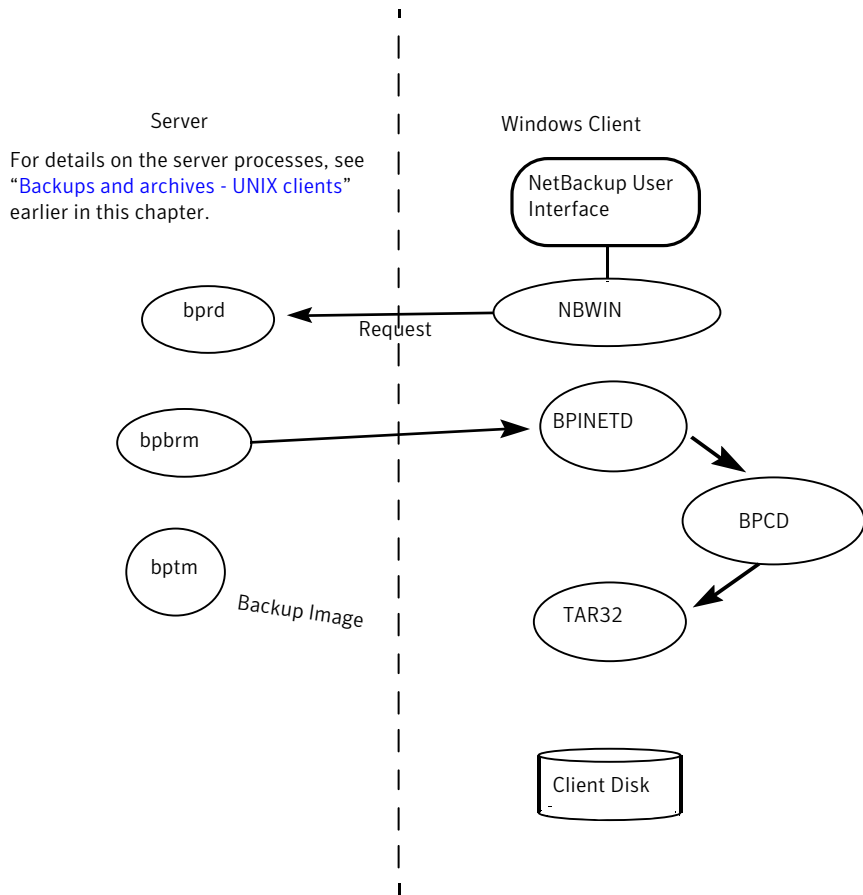 Server
Windows Client
For details on the server processes, see
“Backups and archives - UNIX clients”
earlier in this chapter.
NetBackup User
Interface
bprd
Request
NBWIN
bpbrm
BPINETD
BPCD
bptm
Backup Image
TAR32
Client Disk